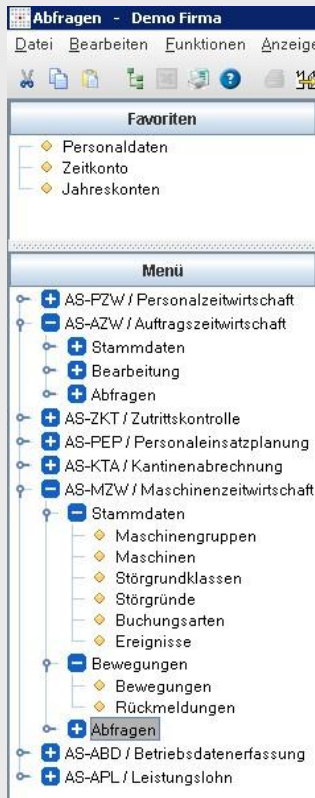 Abfragen - Demo Firma
Datei Bearbeiten Funktionen Anzeige
Favoriten
Personaldaten
Zeitkonto
Jahreskonten
Menü
AS-PZW / Personalzeitwirtschaft
AS-AZW / Auftragszeitwirtschaft
Stammdaten
Bearbeitung
Abfragen
AS-ZKT / Zutrittskontrolle
AS-PEP / Personaleinsatzplanung
AS-KTA / Kantinenabrechnung
AS-MZW / Maschinenzeitwirtschaft
Stammdaten
Maschinengruppen
Maschinen
Störgrundklassen
Störgründe
Buchungsarten
Ereignisse
Bewegungen
Bewegungen
Rückmeldungen
Abfragen
AS-ABD / Betriebsdatenerfassung
AS-APL / Leistungslohn